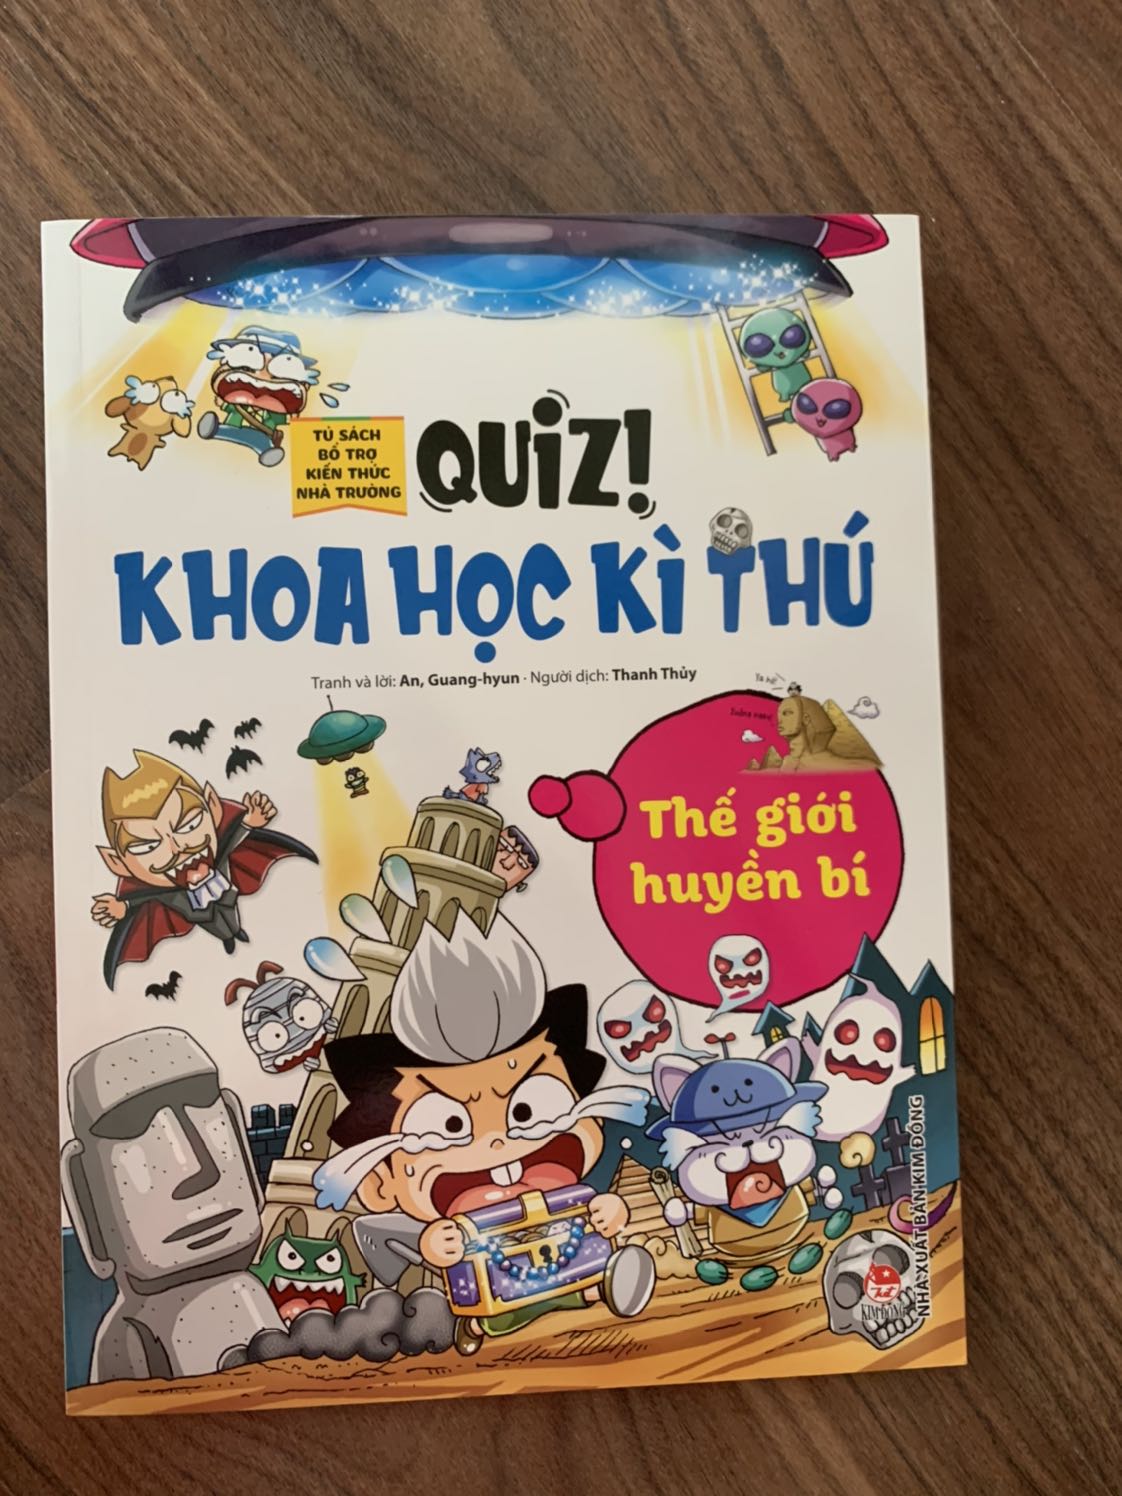 TỦ SÁCH
BỔ TRỢ
KIẾN THỨC
NHÀ TRƯỜNG
QUIZ!
KHOA HỌC KÌ THÚ
Tranh và lời: An, Guang-hyun · Người dịch: Thanh Thủy
Thế giới
huyền bí
NHÀ XUẤT BẢN KIM ĐỒNG
KIM ĐỒNG